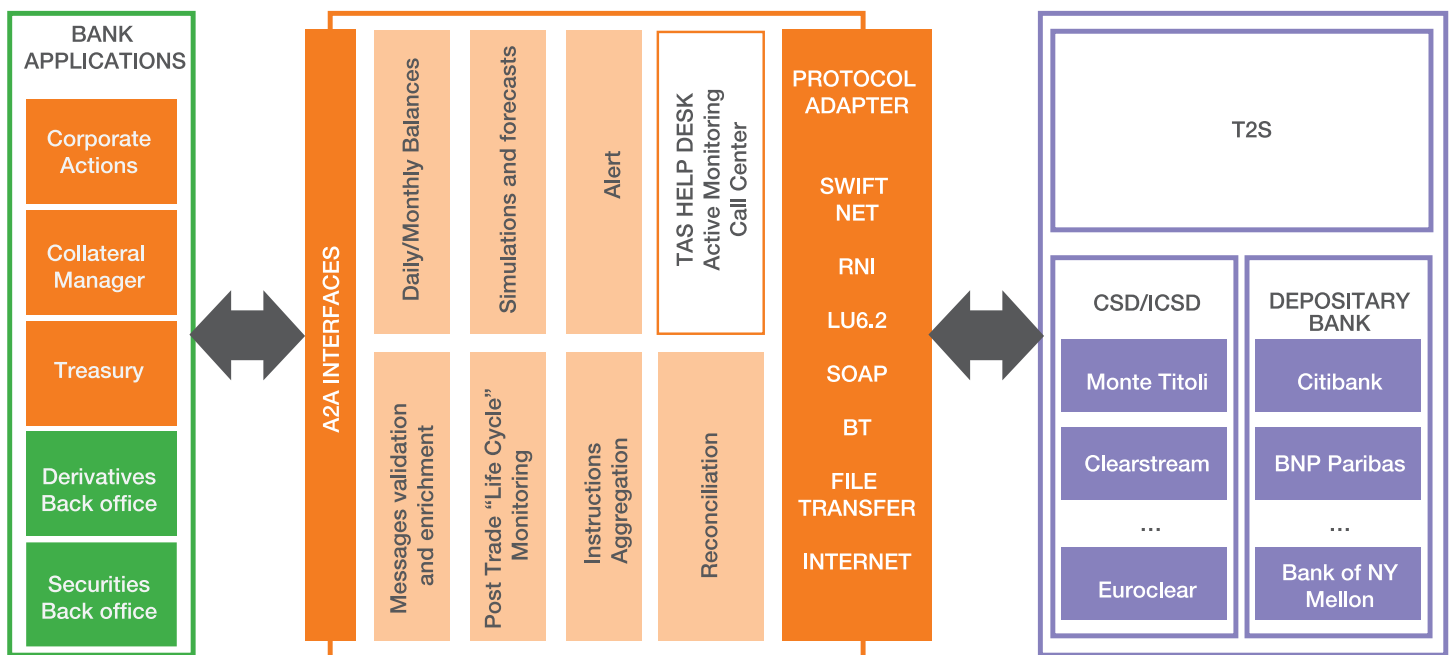 BANK
APPLICATIONS
Corporate
Actions
Collateral
Manager
Treasury
Derivatives
Back office
Securities
Back office
A2A INTERFACES
Daily/Monthly Balances
Simulations and forecasts
Alert
TAS HELP DESK
Active Monitoring
Call Center
Messages validation
and enrichment
Post Trade “Life Cycle”
Monitoring
Instructions
Aggregation
Reconciliation
PROTOCOL
ADAPTER
SWIFT
NET
RNI
LU6.2
SOAP
BT
FILE
TRANSFER
INTERNET
T2S
CSD/ICSD
Monte Titoli
Clearstream
...
Euroclear
DEPOSITARY
BANK
Citibank
BNP Paribas
...
Bank of NY
Mellon